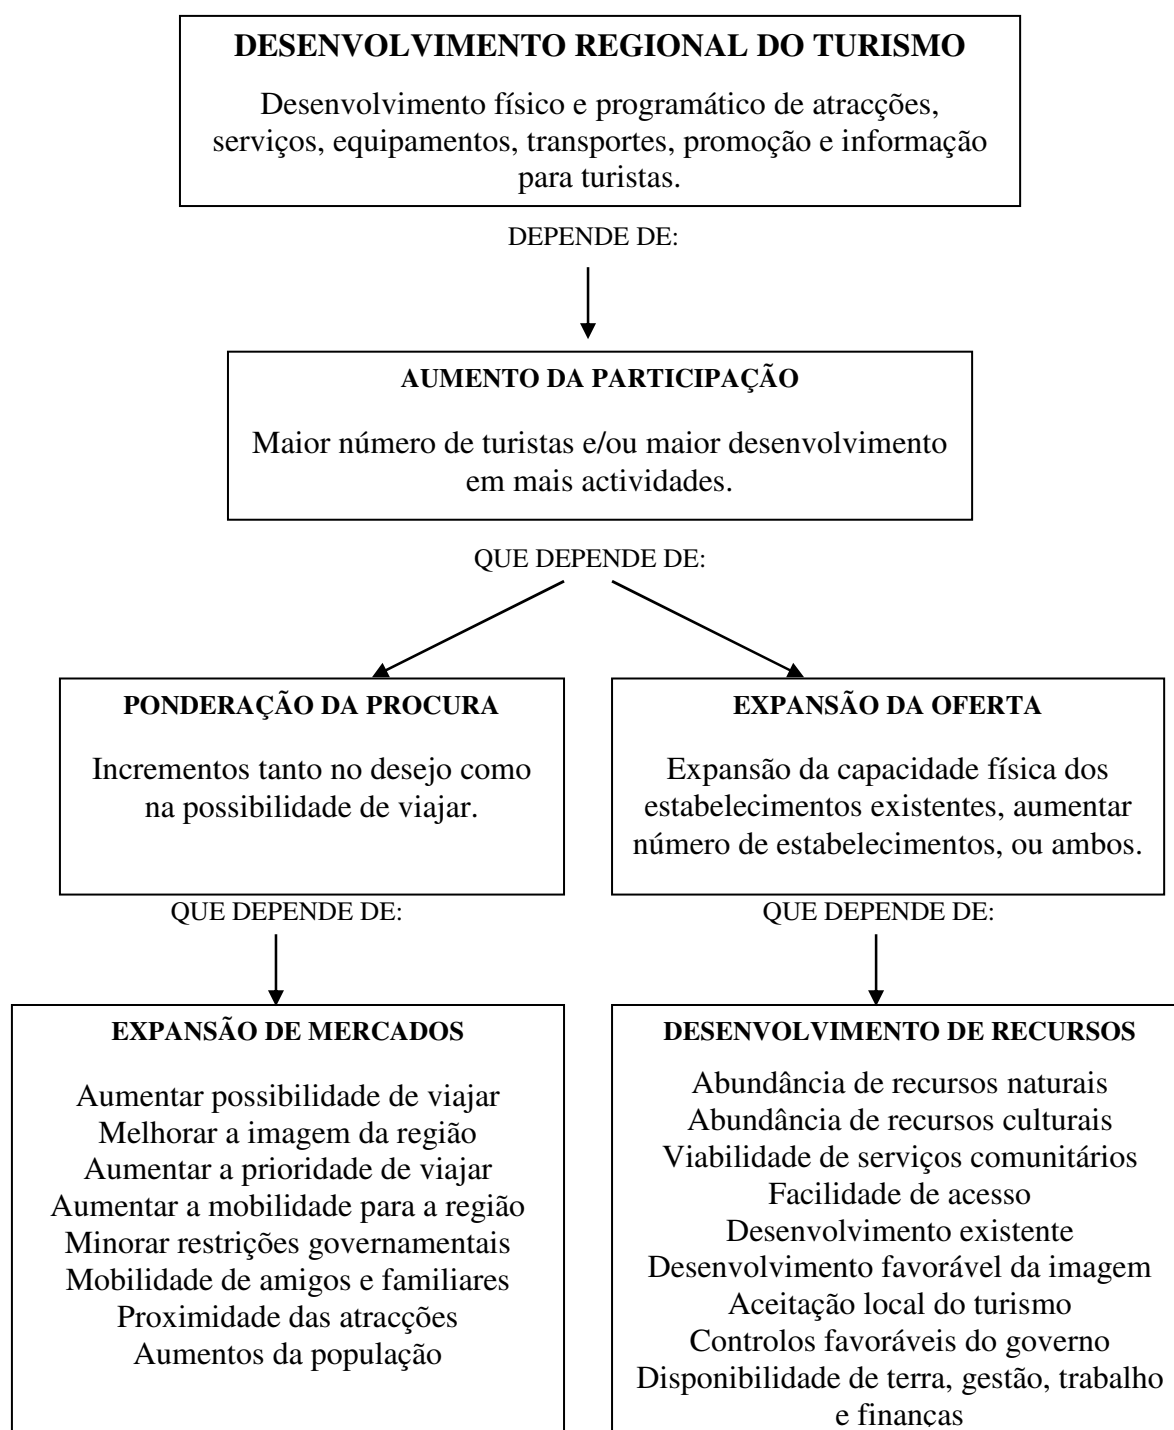 DESENVOLVIMENTO REGIONAL DO TURISMO
Desenvolvimento físico e programático de atracções,
serviços, equipamentos, transportes, promoção e informação
para turistas.
DEPENDE DE:
AUMENTO DA PARTICIPAÇÃO
Maior número de turistas e/ou maior desenvolvimento
em mais actividades.
QUE DEPENDE DE:
PONDERAÇÃO DA PROCURA
Incrementos tanto no desejo como
na possibilidade de viajar.
QUE DEPENDE DE:
EXPANSÃO DA OFERTA
Expansão da capacidade física dos
estabelecimentos existentes, aumentar
número de estabelecimentos, ou ambos.
QUE DEPENDE DE:
EXPANSÃO DE MERCADOS
Aumentar possibilidade de viajar
Melhorar a imagem da região
Aumentar a prioridade de viajar
Aumentar a mobilidade para a região
Minorar restrições governamentais
Mobilidade de amigos e familiares
Proximidade das atracções
Aumentos da população
DESENVOLVIMENTO DE RECURSOS
Abundância de recursos naturais
Abundância de recursos culturais
Viabilidade de serviços comunitários
Facilidade de acesso
Desenvolvimento existente
Desenvolvimento favorável da imagem
Aceitação local do turismo
Controlos favoráveis do governo
Disponibilidade de terra, gestão, trabalho
e finanças